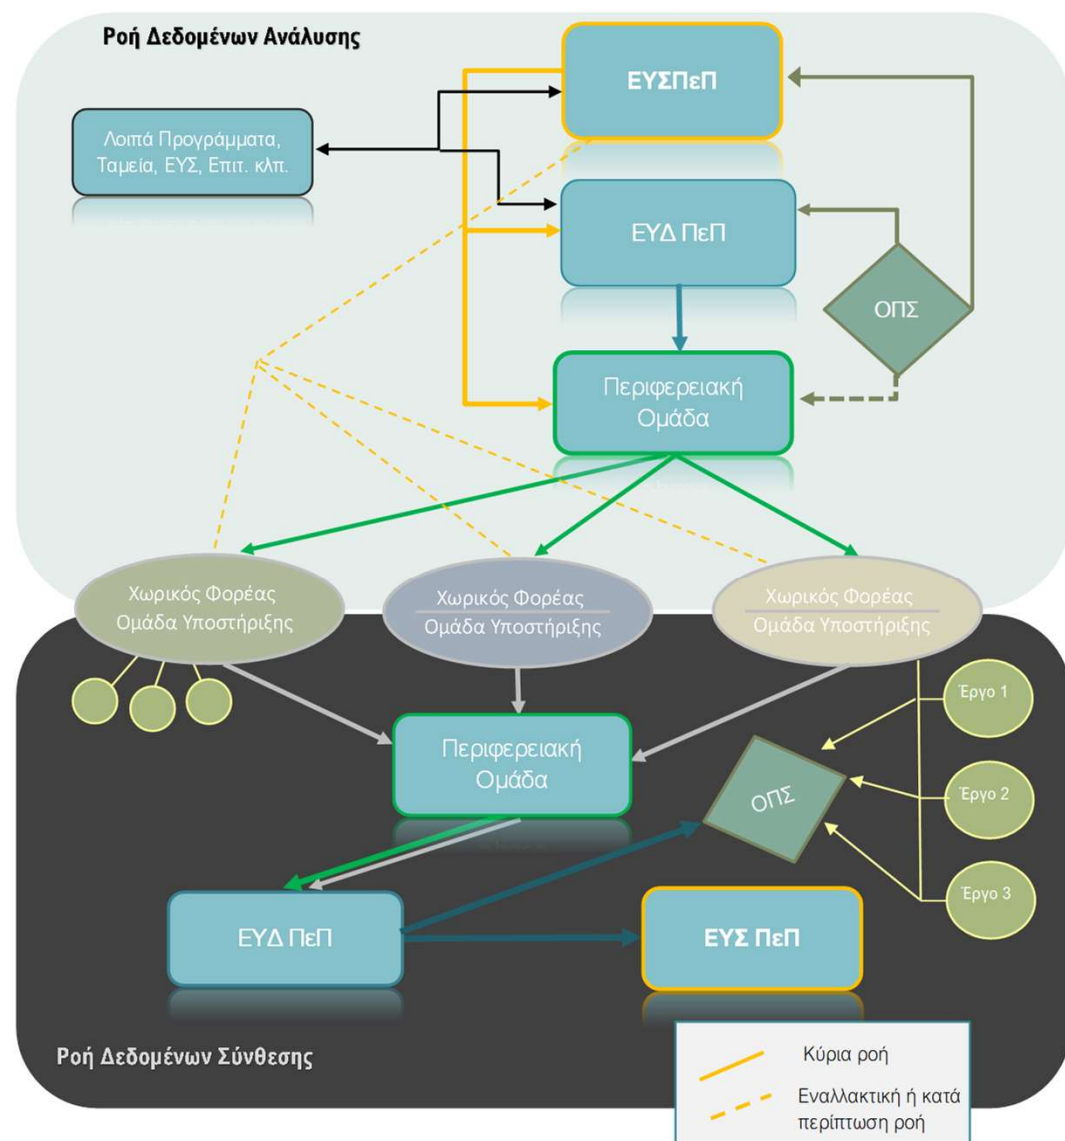 Ροή Δεδομένων Ανάλυσης
ΕΥΣΠεΠ
Λοιπά Προγράμματα,
Ταμεία, ΕΥΣ, Επιτ. κλπ.
ΕΥΔ ΠεΠ
ΟΠΣ
Περιφερειακή
Ομάδα
Χωρικός Φορέας
Ομάδα Υποστήριξης
Χωρικός Φορέας
Ομάδα Υποστήριξης
Χωρικός Φορέας
Ομάδα Υποστήριξης
Έργο 1
Περιφερειακή
Ομάδα
ΟΠΣ
Έργο 2
Έργο 3
ΕΥΔ ΠεΠ
ΕΥΣ ΠεΠ
Ροή Δεδομένων Σύνθεσης
Κύρια ροή
Εναλλακτική ή κατά
περίπτωση ροή